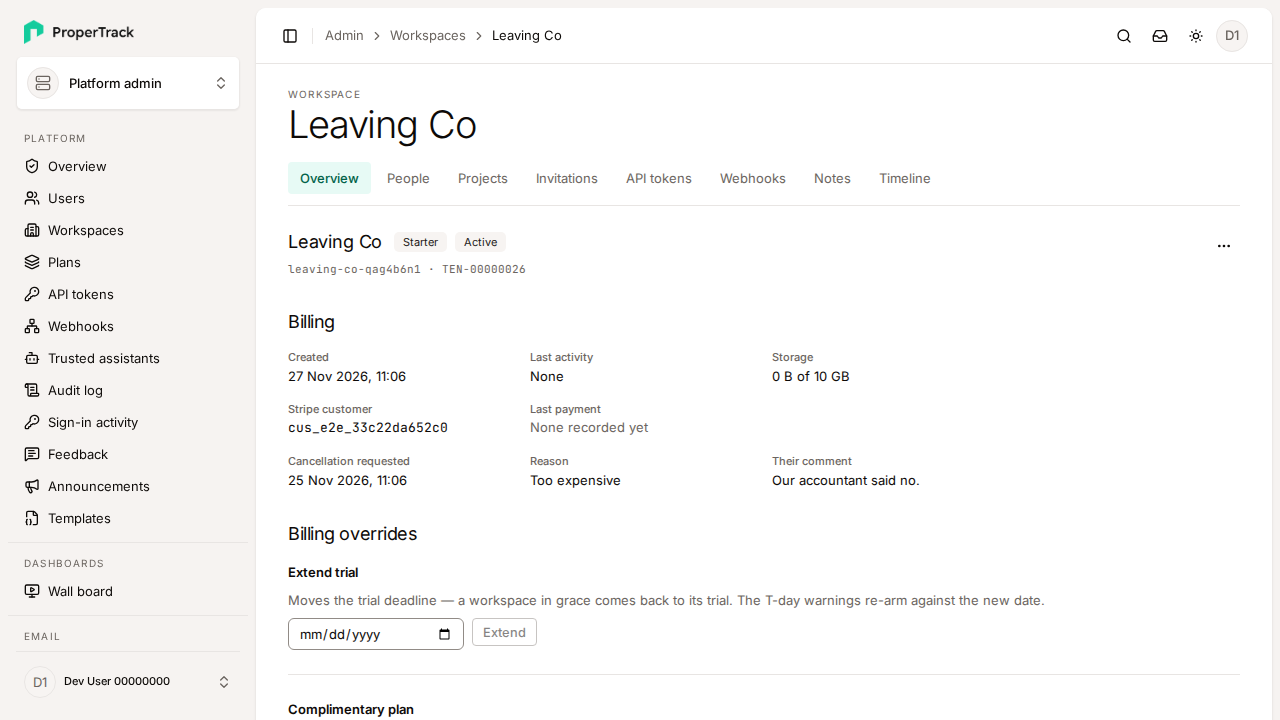 ProperTrack
Platform admin
PLATFORM
Overview
Users
Workspaces
Plans
API tokens
Webhooks
Trusted assistants
Audit log
Sign-in activity
Feedback
Announcements
Templates
DASHBOARDS
Wall board
EMAIL
D1 Dev User 00000000
Admin > Workspaces > Leaving Co
D1
WORKSPACE
Leaving Co
Overview People Projects Invitations API tokens Webhooks Notes Timeline
Leaving Co Starter Active
leaving-co-qag4b6n1 · TEN-00000026
Billing
Created Last activity Storage
27 Nov 2026, 11:06 None 0 B of 10 GB
Stripe customer Last payment
cus_e2e_33c22da652c0 None recorded yet
Cancellation requested Reason Their comment
25 Nov 2026, 11:06 Too expensive Our accountant said no.
Billing overrides
Extend trial
Moves the trial deadline — a workspace in grace comes back to its trial. The T-day warnings re-arm against the new date.
mm/dd/yyyy Extend
Complimentary plan